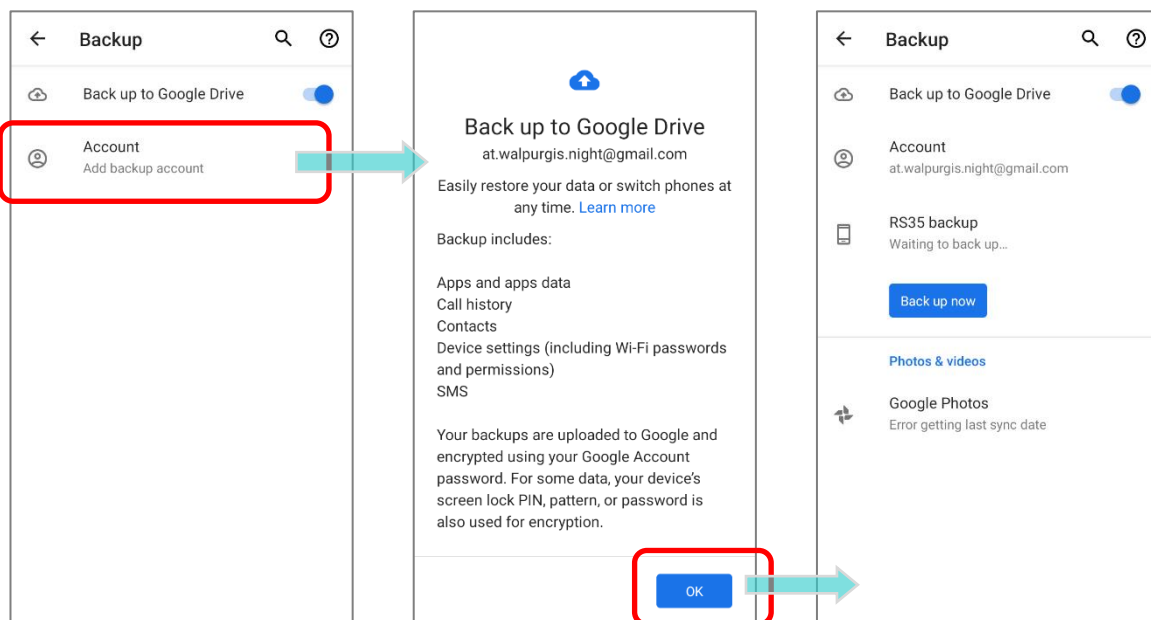 Backup
Back up to Google Drive
Account
Add backup account
Back up to Google Drive
at.walpurgis.night@gmail.com
Easily restore your data or switch phones at
any time. Learn more
Backup includes:
Apps and apps data
Call history
Contacts
Device settings (including Wi-Fi passwords
and permissions)
SMS
Your backups are uploaded to Google and
encrypted using your Google Account
password. For some data, your device's
screen lock PIN, pattern, or password is
also used for encryption.
OK
Backup
Back up to Google Drive
Account
at.walpurgis.night@gmail.com
RS35 backup
Waiting to back up...
Back up now
Photos & videos
Google Photos
Error getting last sync date